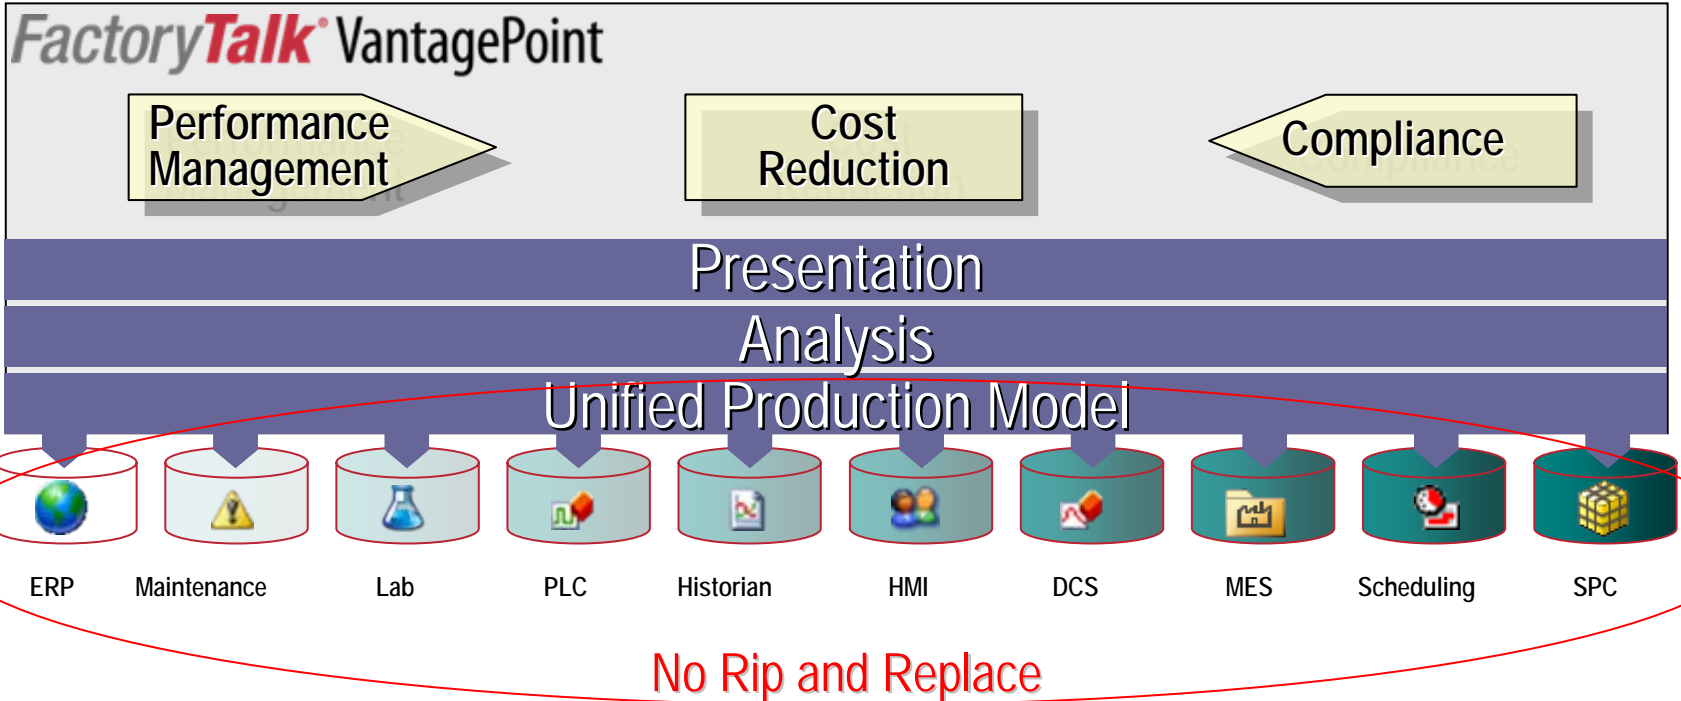 FactoryTalk® VantagePoint
Performance
Management
Cost
Reduction
Compliance
Presentation
Analysis
Unified Production Model
ERP
Maintenance
Lab
PLC
Historian
HMI
DCS
MES
Scheduling
SPC
No Rip and Replace